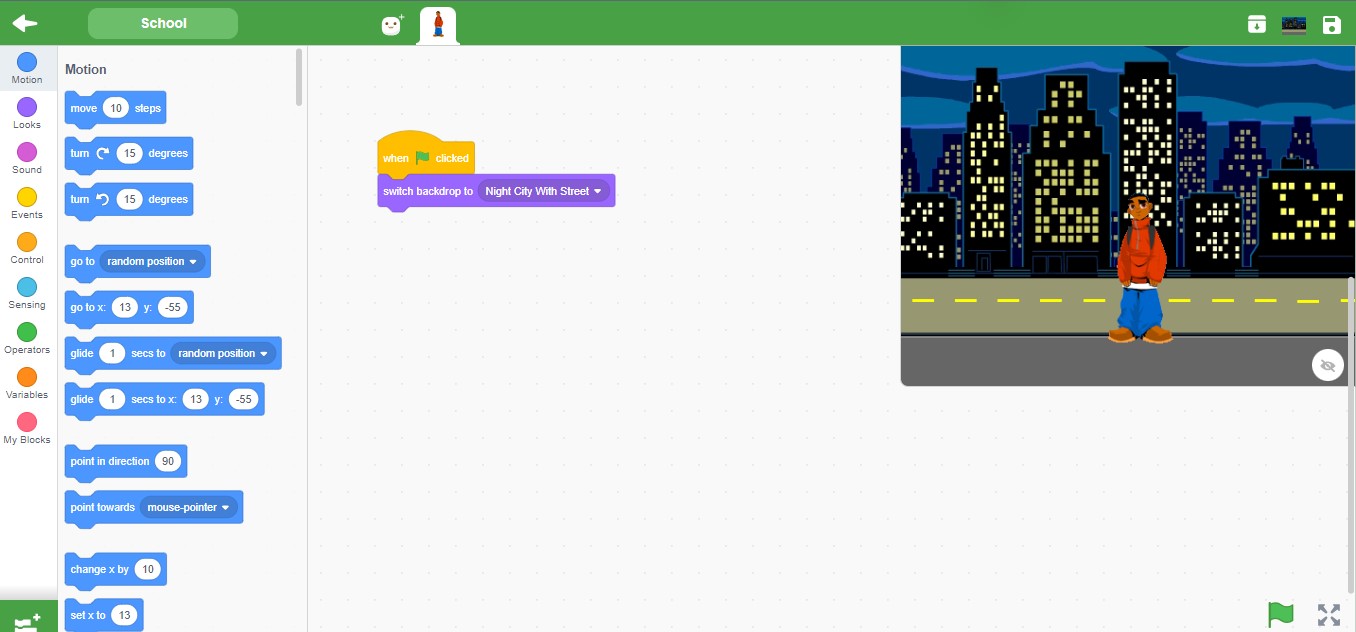 School
Motion
Looks
Sound
Events
Control
Sensing
Operators
Variables
My Blocks
Motion
move 10 steps
turn 15 degrees
turn 15 degrees
go to random position
go to x: 13 y: -55
glide 1 secs to random position
glide 1 secs to x: 13 y: -55
point in direction 90
point towards mouse-pointer
change x by 10
set x to 13
when clicked
switch backdrop to Night City With Street